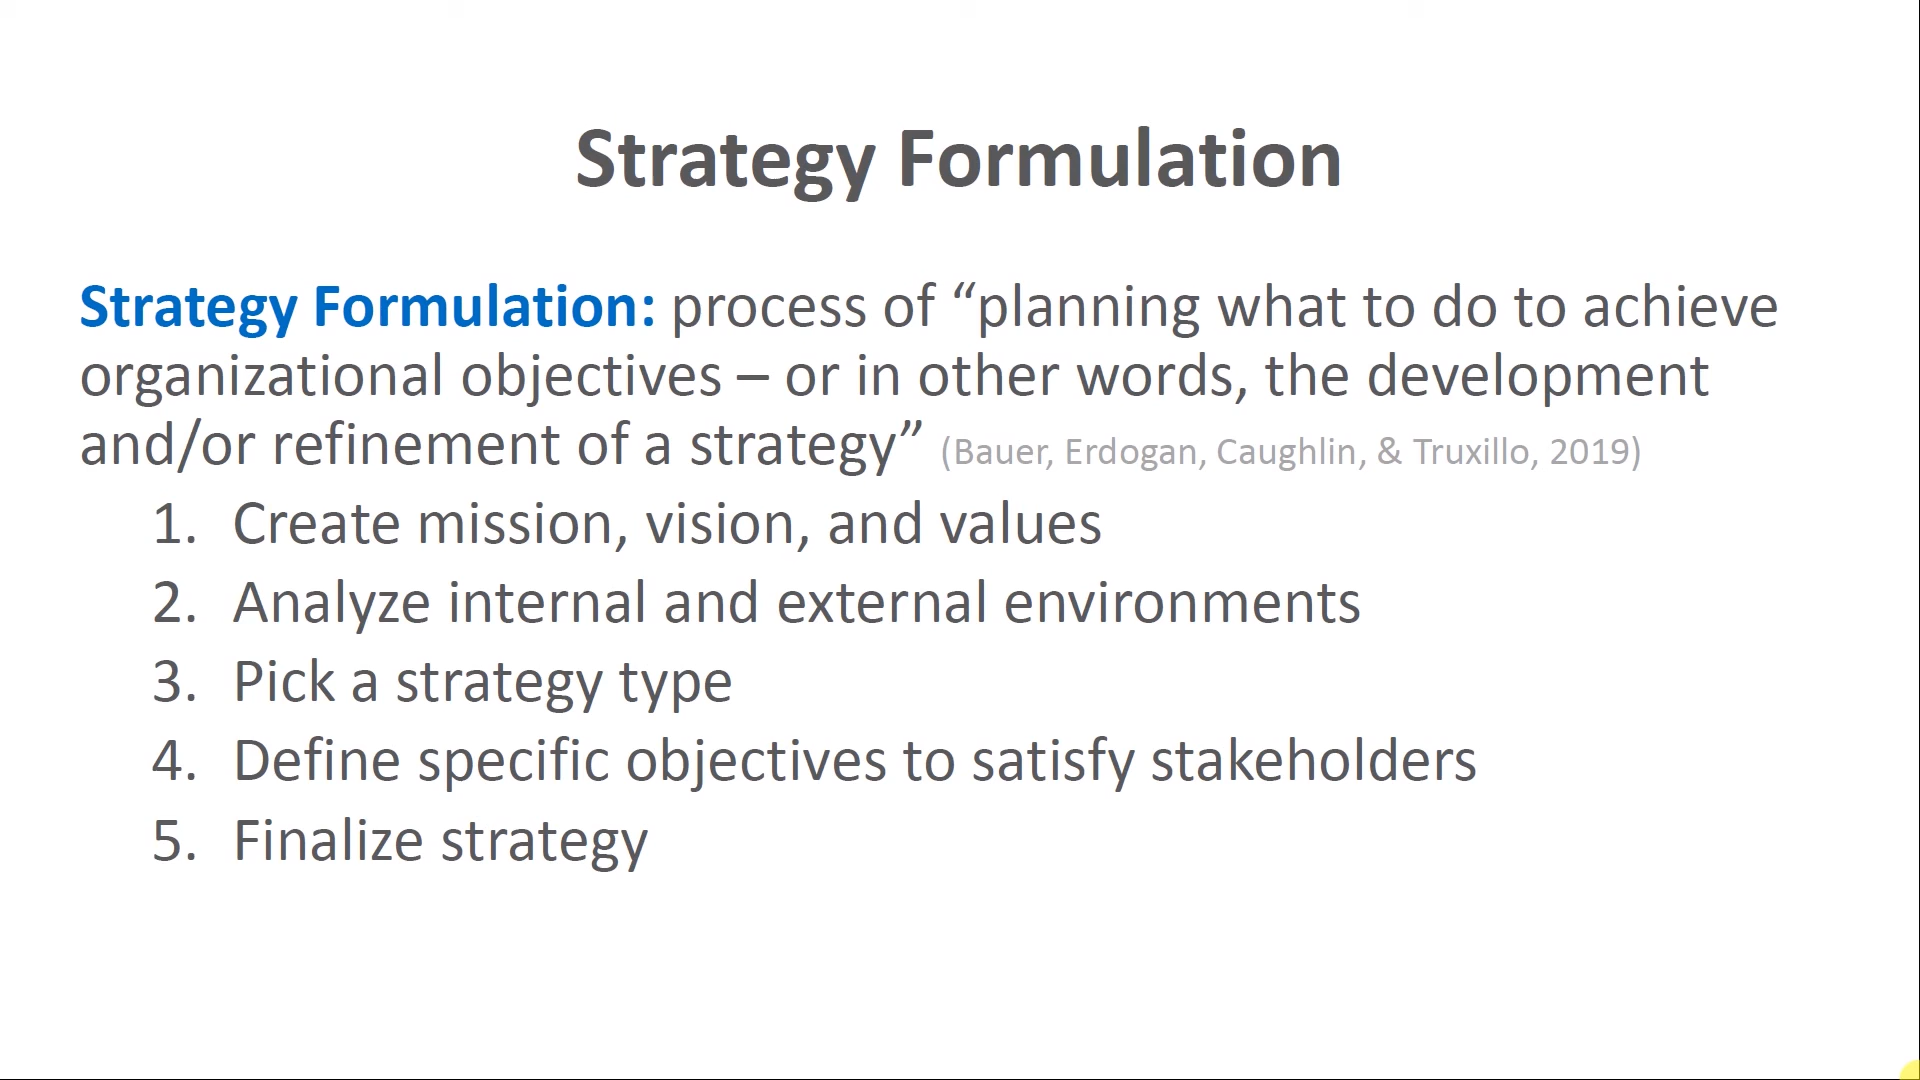 Strategy Formulation
Strategy Formulation: process of “planning what to do to achieve
organizational objectives – or in other words, the development
and/or refinement of a strategy” (Bauer, Erdogan, Caughlin, & Truxillo, 2019)
1. Create mission, vision, and values
2. Analyze internal and external environments
3. Pick a strategy type
4. Define specific objectives to satisfy stakeholders
5. Finalize strategy